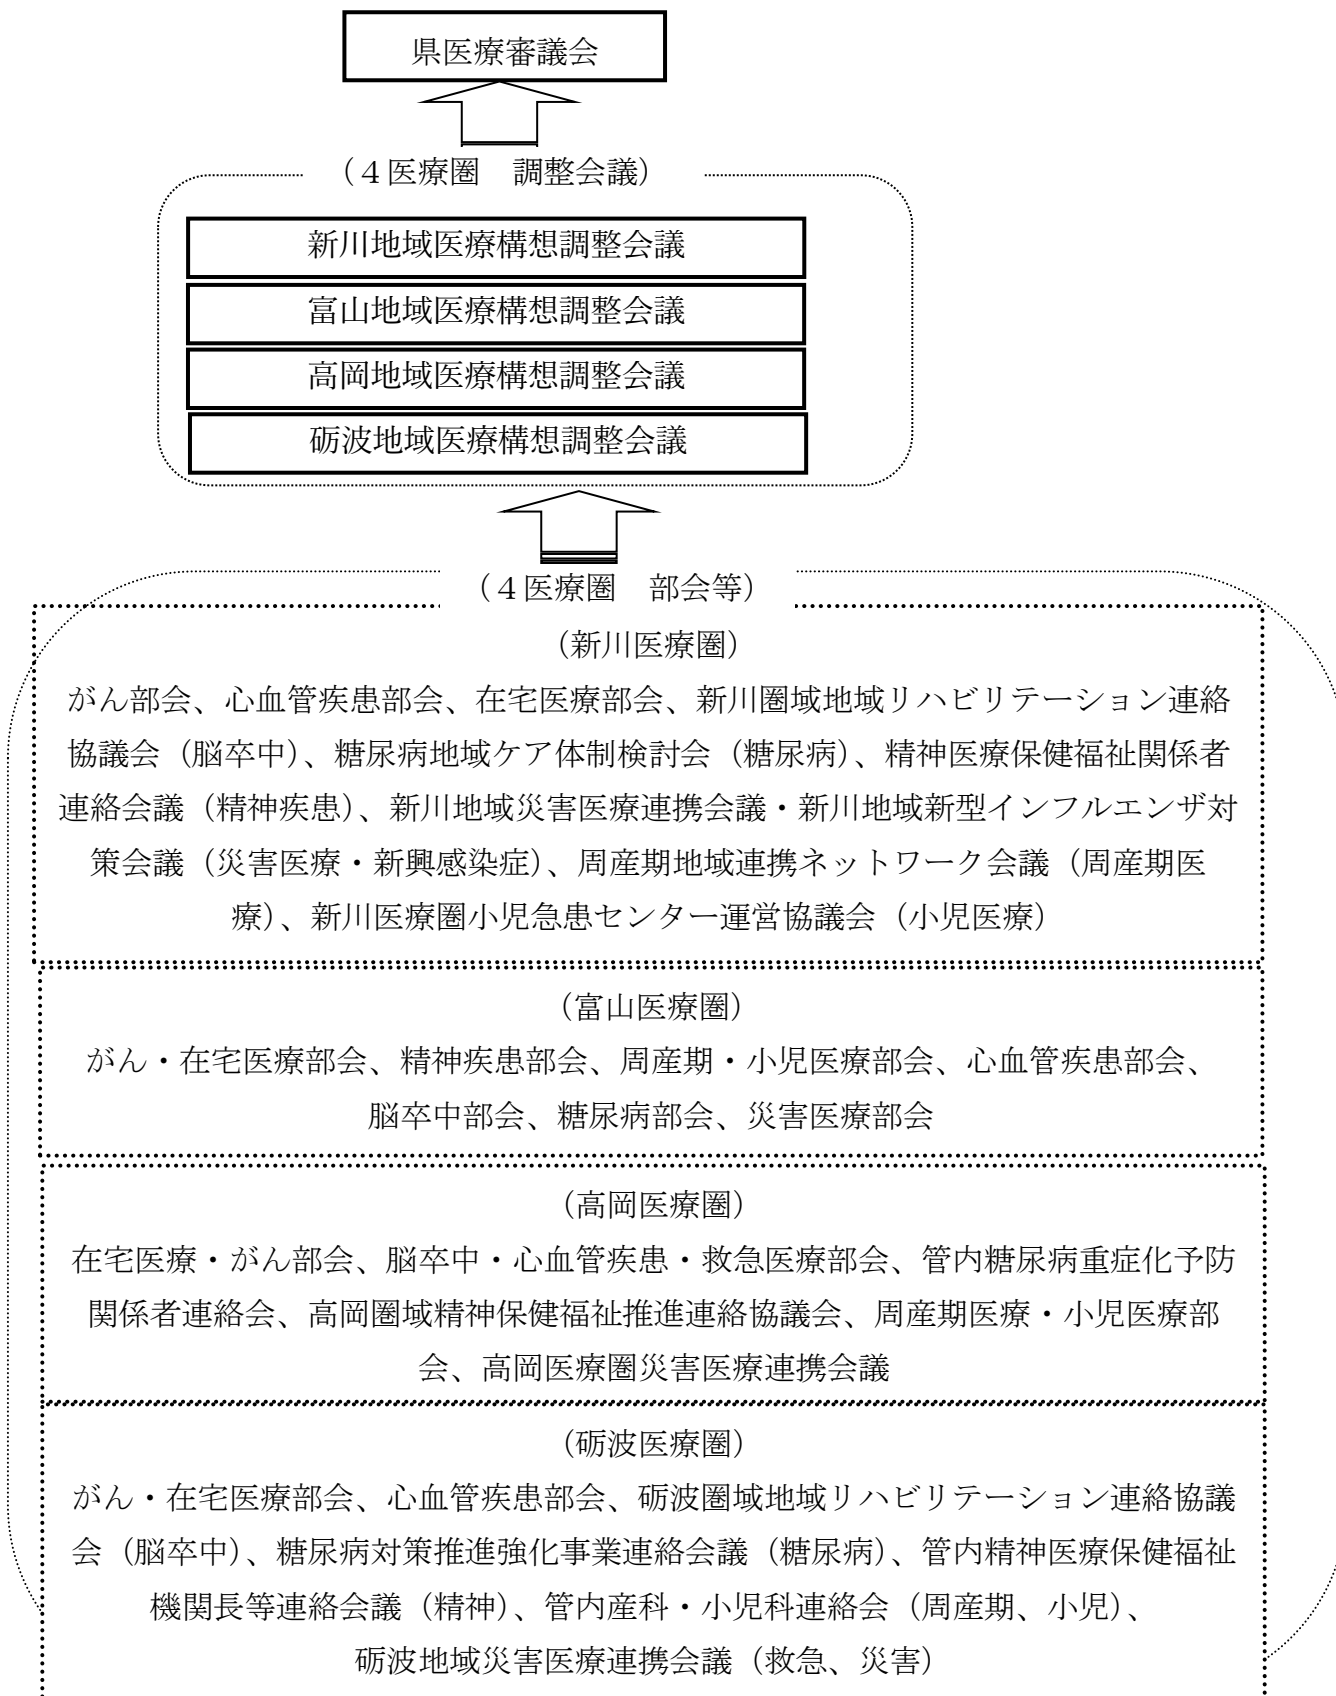 県医療審議会
（４医療圏　調整会議）
新川地域医療構想調整会議
富山地域医療構想調整会議
高岡地域医療構想調整会議
砺波地域医療構想調整会議
（４医療圏　部会等）
（新川医療圏）
がん部会、心血管疾患部会、在宅医療部会、新川圏域地域リハビリテーション連絡
協議会（脳卒中）、糖尿病地域ケア体制検討会（糖尿病）、精神医療保健福祉関係者
連絡会議（精神疾患）、新川地域災害医療連携会議・新川地域新型インフルエンザ対
策会議（災害医療・新興感染症）、周産期地域連携ネットワーク会議（周産期医
療）、新川医療圏小児急患センター運営協議会（小児医療）
（富山医療圏）
がん・在宅医療部会、精神疾患部会、周産期・小児医療部会、心血管疾患部会、
脳卒中部会、糖尿病部会、災害医療部会
（高岡医療圏）
在宅医療・がん部会、脳卒中・心血管疾患・救急医療部会、管内糖尿病重症化予防
関係者連絡会、高岡圏域精神保健福祉推進連絡協議会、周産期医療・小児医療部
会、高岡医療圏災害医療連携会議
（砺波医療圏）
がん・在宅医療部会、心血管疾患部会、砺波圏域地域リハビリテーション連絡協議
会（脳卒中）、糖尿病対策推進強化事業連絡会議（糖尿病）、管内精神医療保健福祉
機関長等連絡会議（精神）、管内産科・小児科連絡会（周産期、小児）、
砺波地域災害医療連携会議（救急、災害）